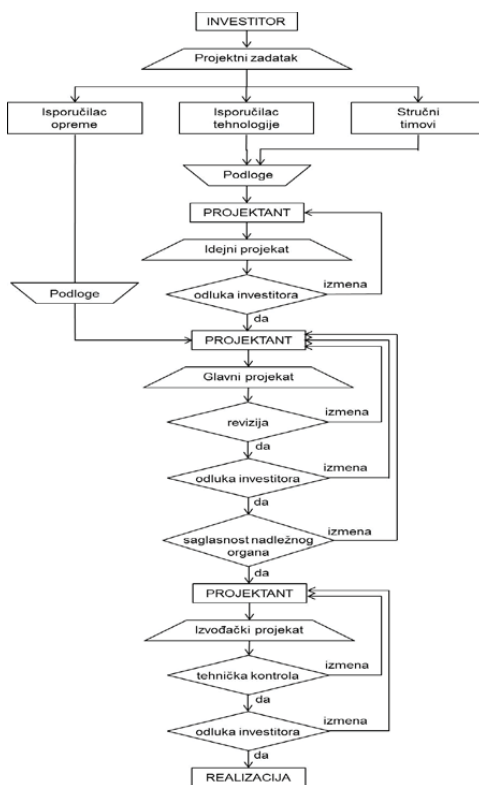 INVESTITOR
Projektni zadatak
Isporučilac
opreme
Isporučilac
tehnologije
Stručni
timovi
Podloge
PROJEKTANT
Idejni projekat
izmena
odluka investitora
da
Podloge
PROJEKTANT
Glavni projekat
izmena
revizija
da
izmena
odluka investitora
da
izmena
saglasnost nadležnog
organa
da
PROJEKTANT
Izvođački projekat
izmena
tehnička kontrola
da
izmena
odluka investitora
da
REALIZACIJA